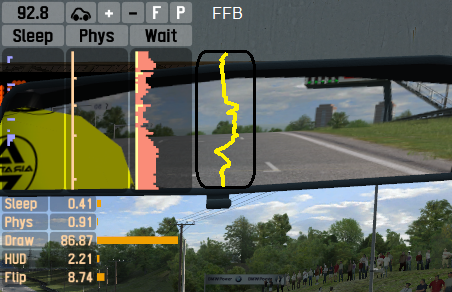 92.8 + − F P FFB
Sleep Phys Wait
Sleep 0.41
Phys 0.91
Draw 86.87
HUD 2.21
Flip 8.74